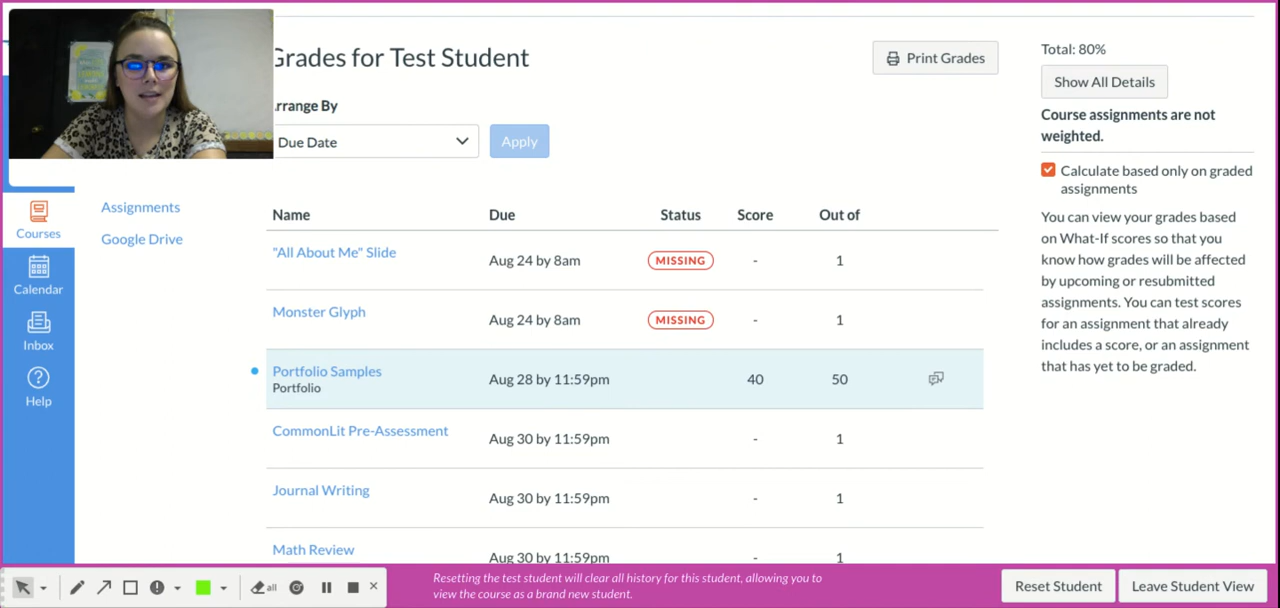 Grades for Test Student
Print Grades
Arrange By
Due Date
Apply
Total: 80%
Show All Details
Course assignments are not
weighted.
Calculate based only on graded
assignments
You can view your grades based
on What-If scores so that you
know how grades will be affected
by upcoming or resubmitted
assignments. You can test scores
for an assignment that already
includes a score, or an assignment
that has yet to be graded.
Courses
Calendar
Inbox
Help
Assignments
Google Drive
Name Due Status Score Out of
"All About Me" Slide Aug 24 by 8am MISSING - 1
Monster Glyph Aug 24 by 8am MISSING - 1
Portfolio Samples Aug 28 by 11:59pm 40 50
Portfolio
CommonLit Pre-Assessment Aug 30 by 11:59pm - 1
Journal Writing Aug 30 by 11:59pm - 1
Math Review Aug 30 by 11:59pm - 1
all
Resetting the test student will clear all history for this student, allowing you to
view the course as a brand new student.
Reset Student
Leave Student View